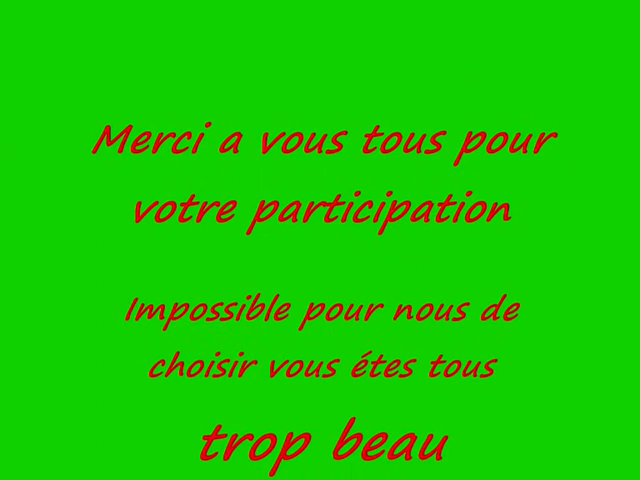 Merci a vous tous pour
votre participation
Impossible pour nous de
choisir vous étes tous
trop beau